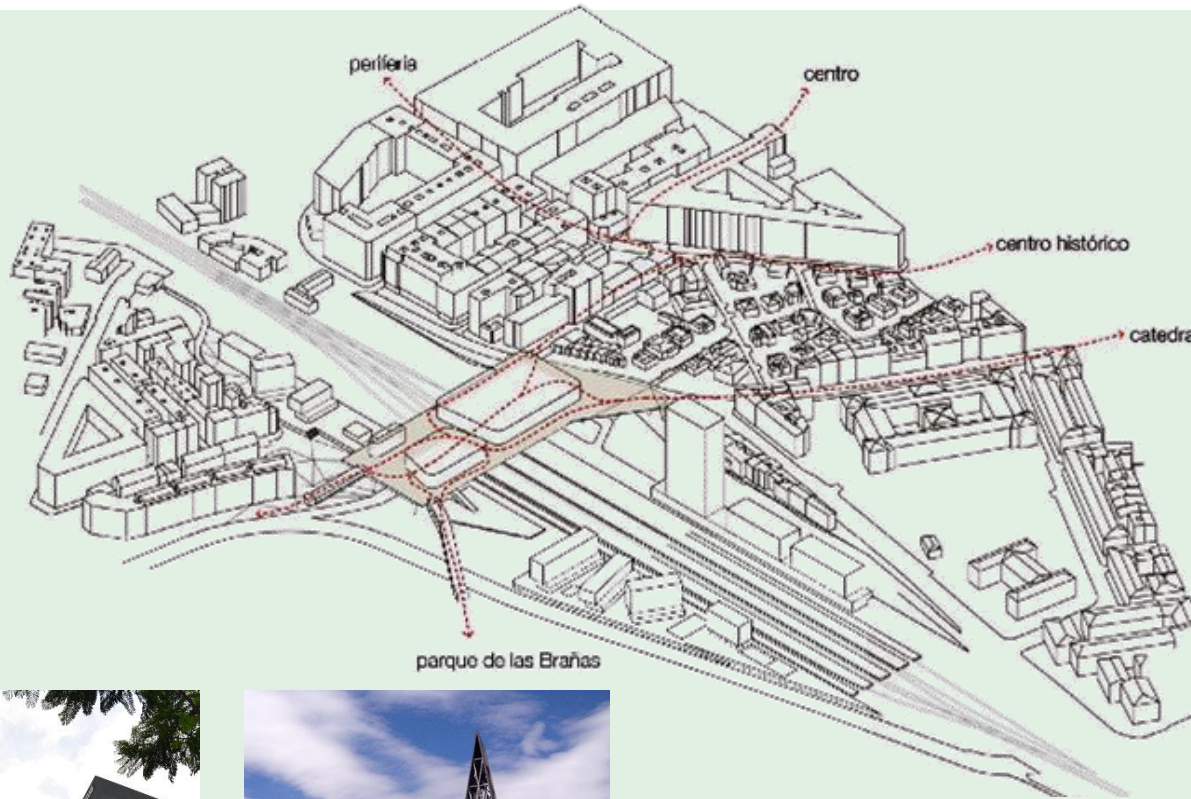 periferia
centro
centro histórico
catedra
parque de las Brañas